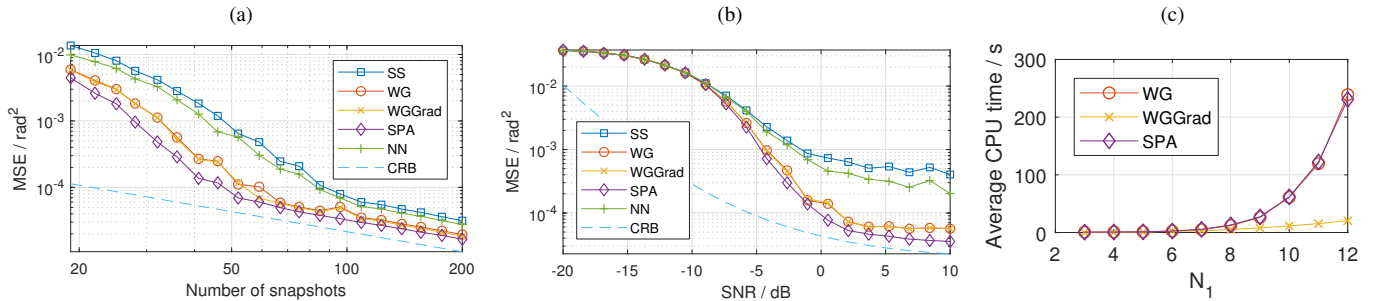 (a)
MSE / rad²
10⁻²
10⁻³
10⁻⁴
20
50
100
200
Number of snapshots
SS
WG
WGGrad
SPA
NN
CRB
(b)
MSE / rad²
10⁻²
10⁻³
10⁻⁴
-20
-15
-10
-5
0
5
10
SNR / dB
SS
WG
WGGrad
SPA
NN
CRB
(c)
Average CPU time / s
300
200
100
0
2
4
6
8
10
12
N₁
WG
WGGrad
SPA